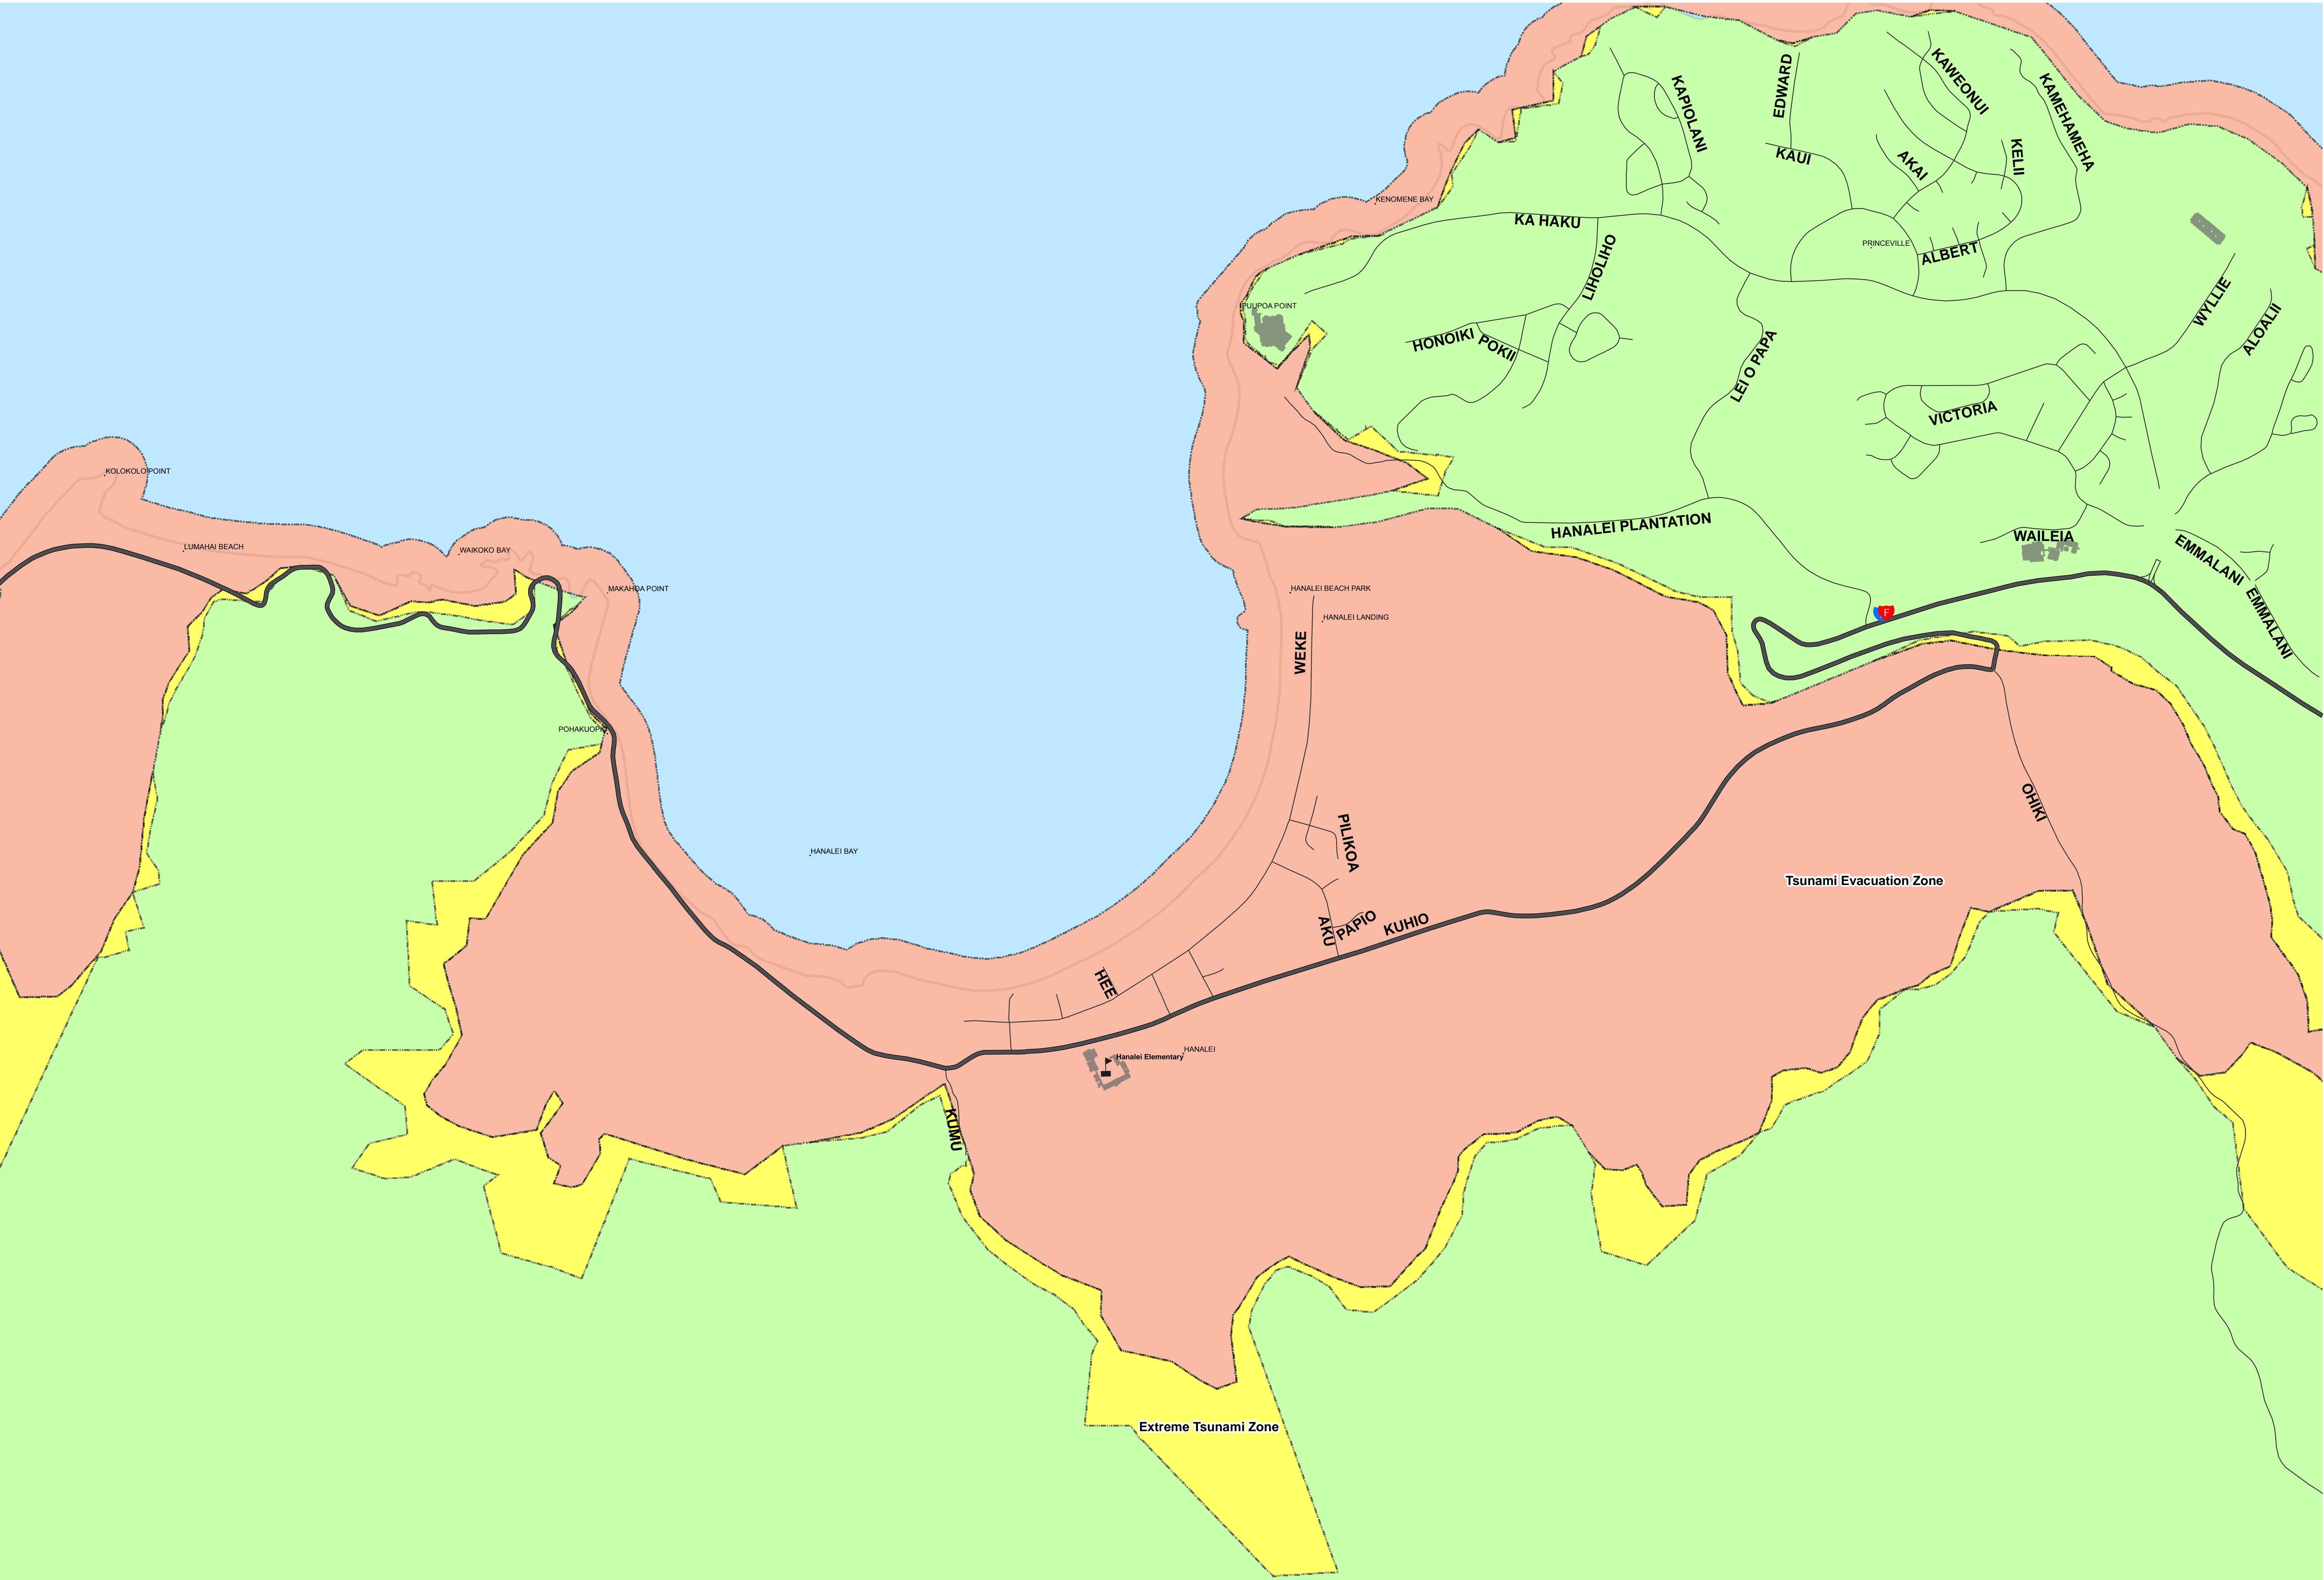 KAPIOLANI
EDWARD
KAWEONUI
KAMEHAMEHA
KAUI
AKAI
KELII
KENOMENE BAY
KA HAKU
LIHOLIHO
PRINCEVILLE
ALBERT
PUUPOA POINT
WYLLIE
ALOALII
HONOIKI
POKII
LEI O PAPA
VICTORIA
KOLOKOLO POINT
HANALEI PLANTATION
WAILEIA
EMMALANI
LUMAHAI BEACH
WAIKOKO BAY
MAKAHOA POINT
HANALEI BEACH PARK
HANALEI LANDING
F
EMMALANI
WEKE
POHAKUOPIO
OHIKI
PILIKOA
HANALEI BAY
Tsunami Evacuation Zone
AKU
PAPIO
KUHIO
HEE
HANALEI
Hanalei Elementary
KUMU
Extreme Tsunami Zone